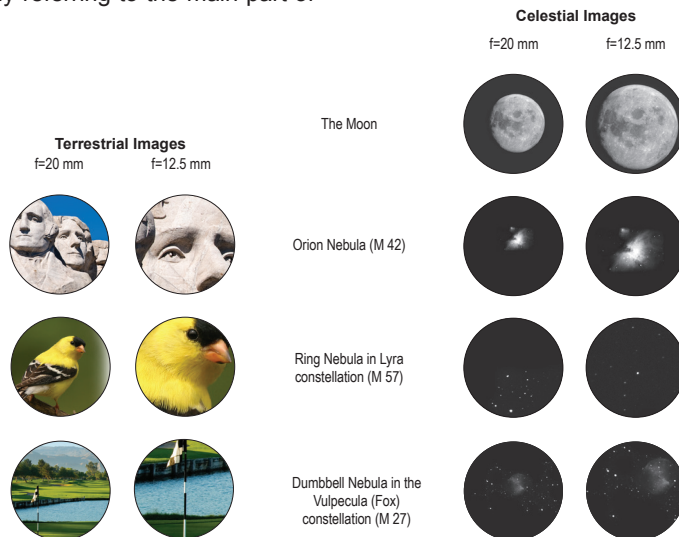 Celestial Images
f=20 mm
f=12.5 mm
The Moon
Terrestrial Images
f=20 mm
f=12.5 mm
Orion Nebula (M 42)
Ring Nebula in Lyra
constellation (M 57)
Dumbbell Nebula in the
Vulpecula (Fox)
constellation (M 27)